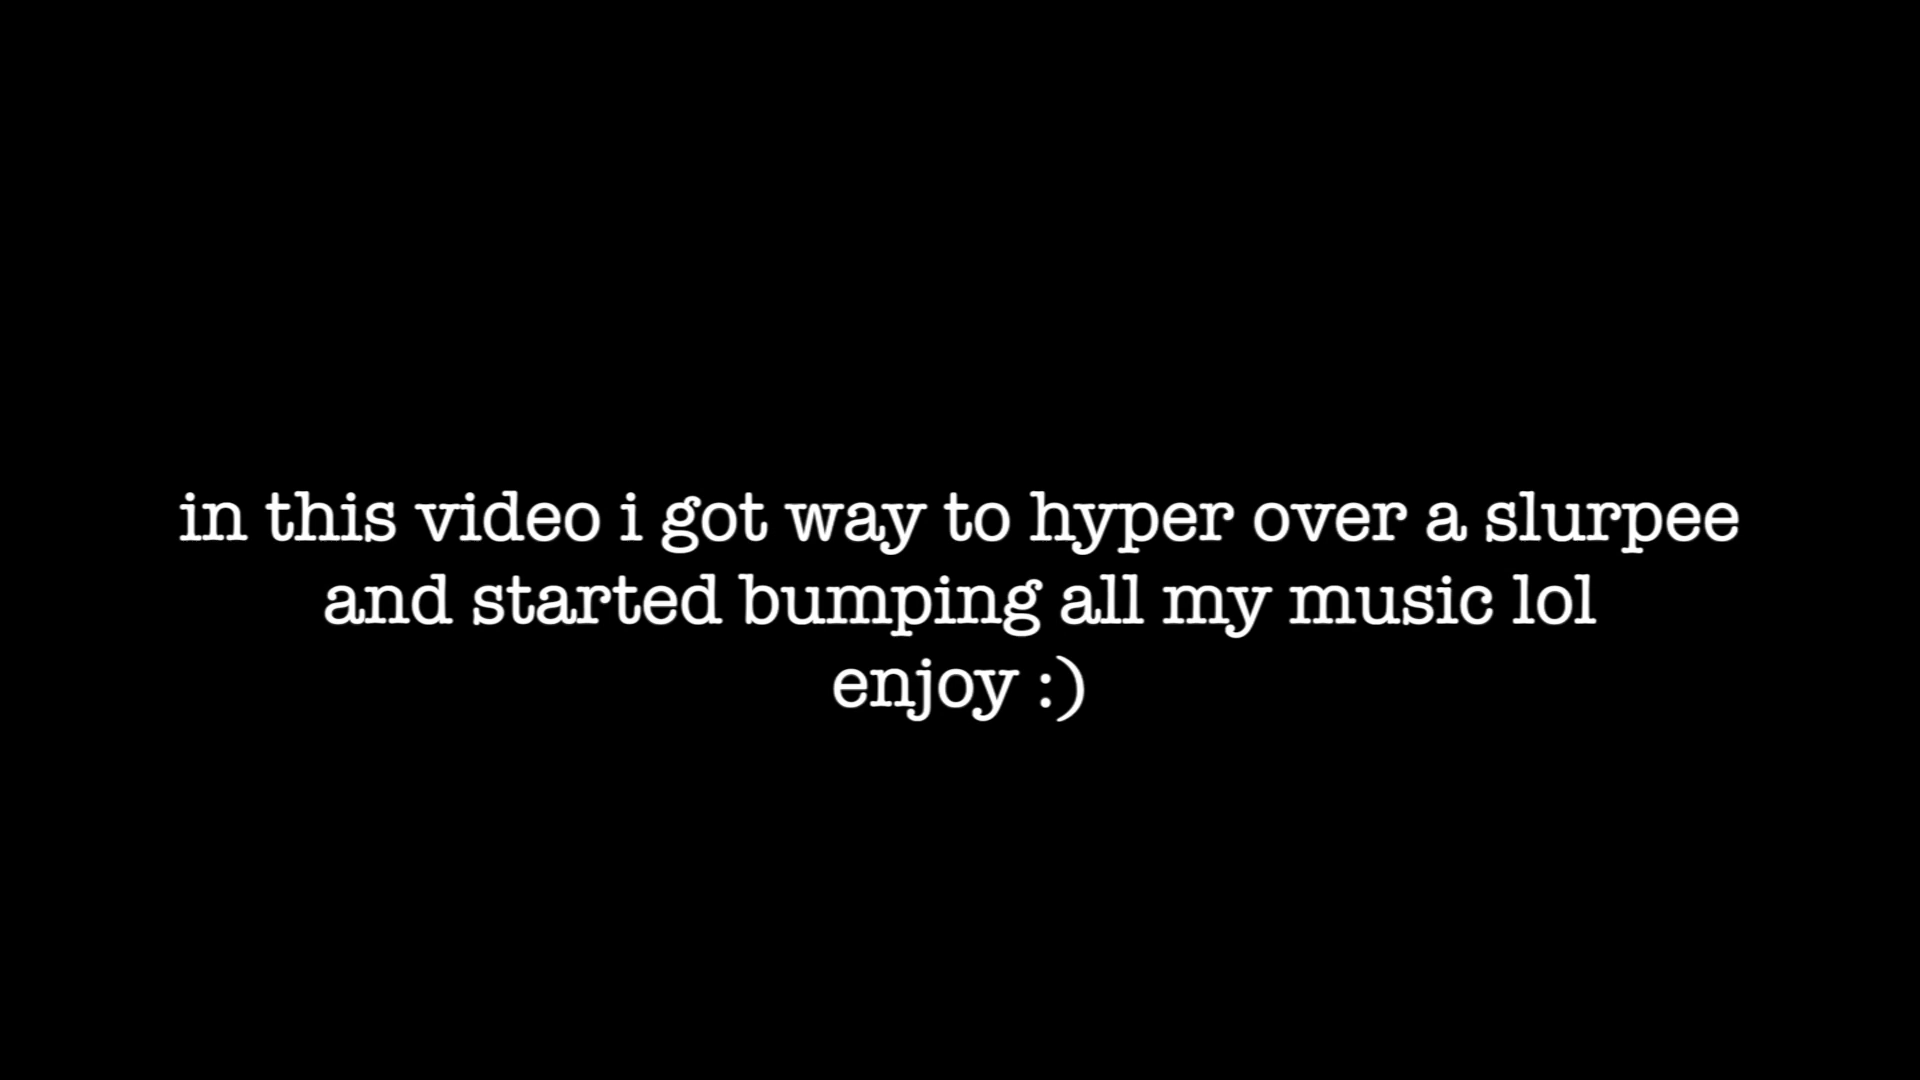 in this video i got way to hyper over a slurpee
and started bumping all my music lol
enjoy :)